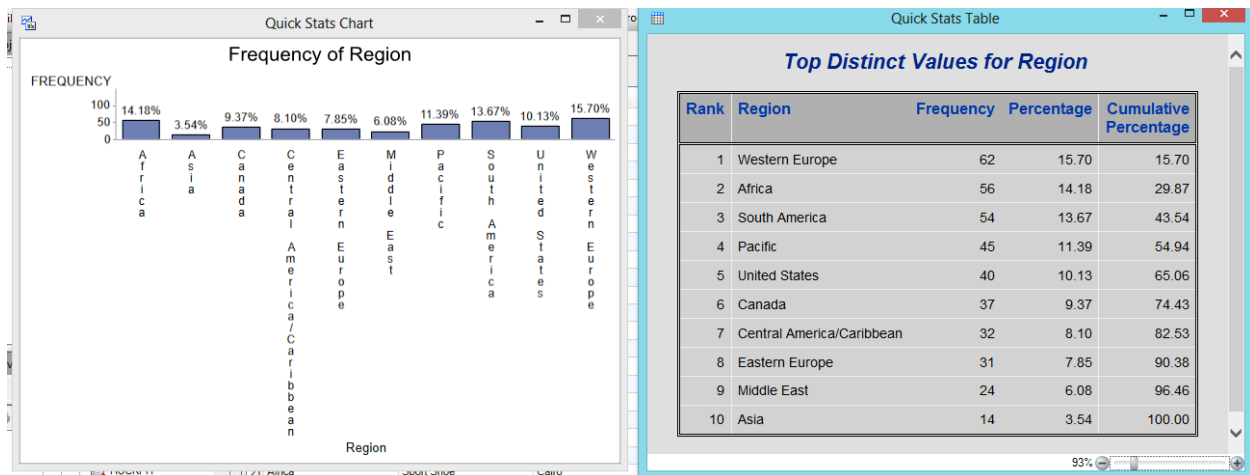 Quick Stats Chart
Frequency of Region
FREQUENCY
100
50
0
14.18% 3.54% 9.37% 8.10% 7.85% 6.08% 11.39% 13.67% 10.13% 15.70%
Africa
Asia
Canada
Central America/Caribbean
Eastern Europe
Middle East
Pacific
South America
United States
Western Europe
Region
Quick Stats Table
Top Distinct Values for Region
Rank Region Frequency Percentage Cumulative Percentage
1 Western Europe 62 15.70 15.70
2 Africa 56 14.18 29.87
3 South America 54 13.67 43.54
4 Pacific 45 11.39 54.94
5 United States 40 10.13 65.06
6 Canada 37 9.37 74.43
7 Central America/Caribbean 32 8.10 82.53
8 Eastern Europe 31 7.85 90.38
9 Middle East 24 6.08 96.46
10 Asia 14 3.54 100.00
93%